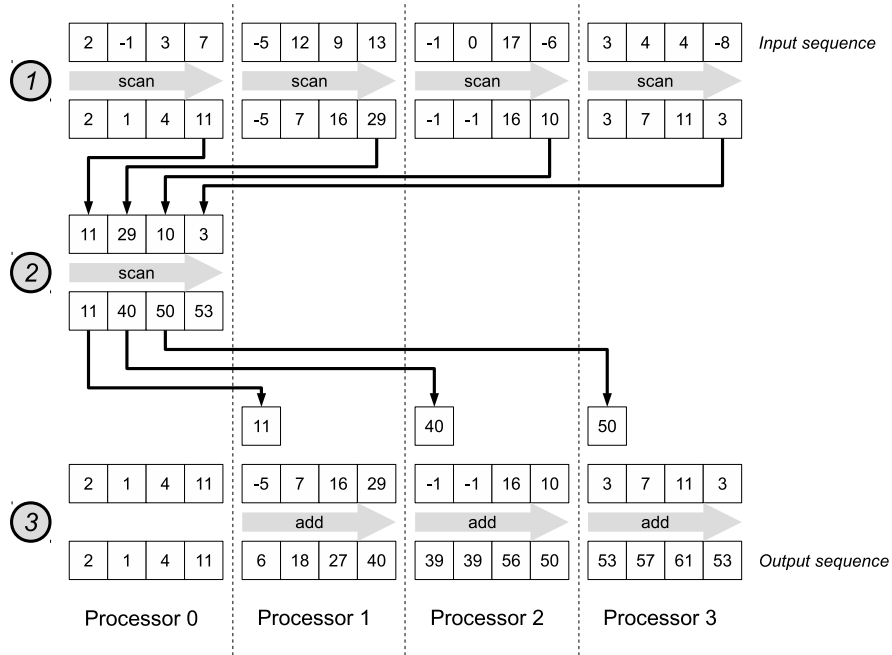 2 -1 3 7 -5 12 9 13 -1 0 17 -6 3 4 4 -8 Input sequence
1 scan scan scan scan
2 1 4 11 -5 7 16 29 -1 -1 16 10 3 7 11 3
11 29 10 3
2 scan
11 40 50 53
11 40 50
2 1 4 11 -5 7 16 29 -1 -1 16 10 3 7 11 3
3 add add add
2 1 4 11 6 18 27 40 39 39 56 50 53 57 61 53 Output sequence
Processor 0 Processor 1 Processor 2 Processor 3